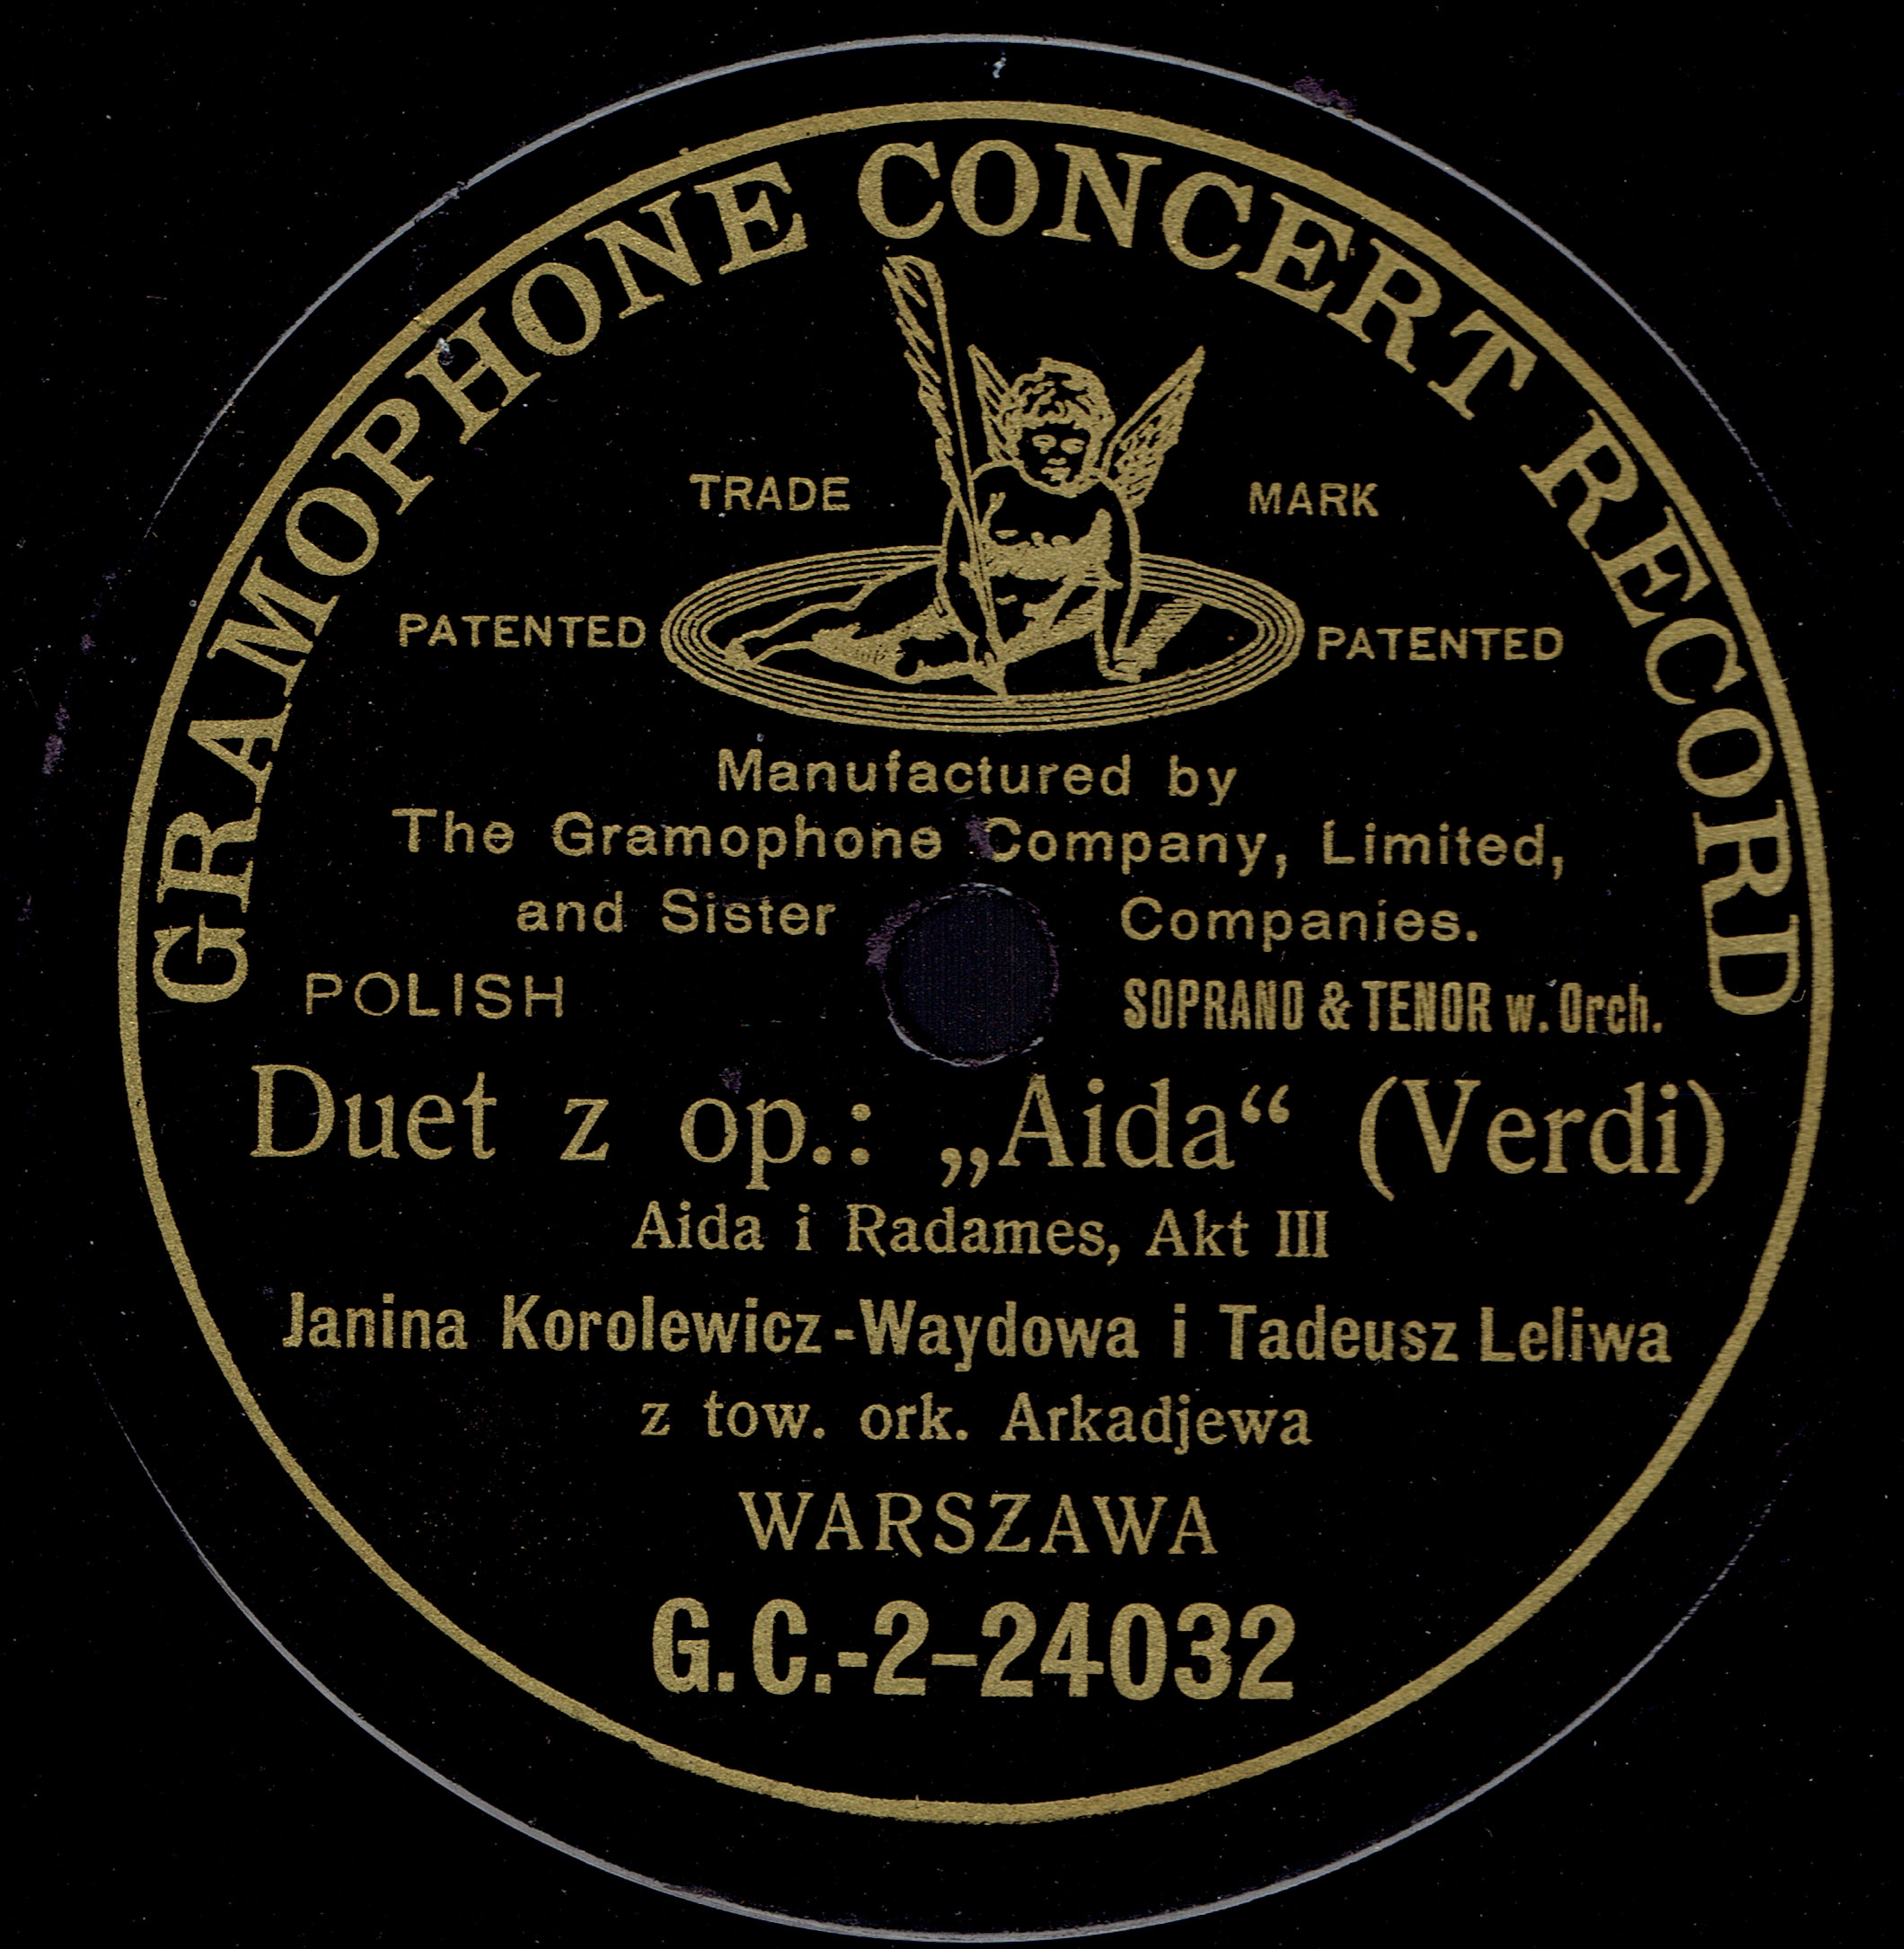 GRAMOPHONE CONCERT RECORD
TRADE MARK
PATENTED PATENTED
Manufactured by
The Gramophone Company, Limited,
and Sister Companies.
POLISH SOPRANO & TENOR w. Orch.
Duet z op.: „Aida“ (Verdi)
Aida i Radames, Akt III
Janina Korolewicz-Waydowa i Tadeusz Leliwa
z tow. ork. Arkadjewa
WARSZAWA
G.C.-2-24032